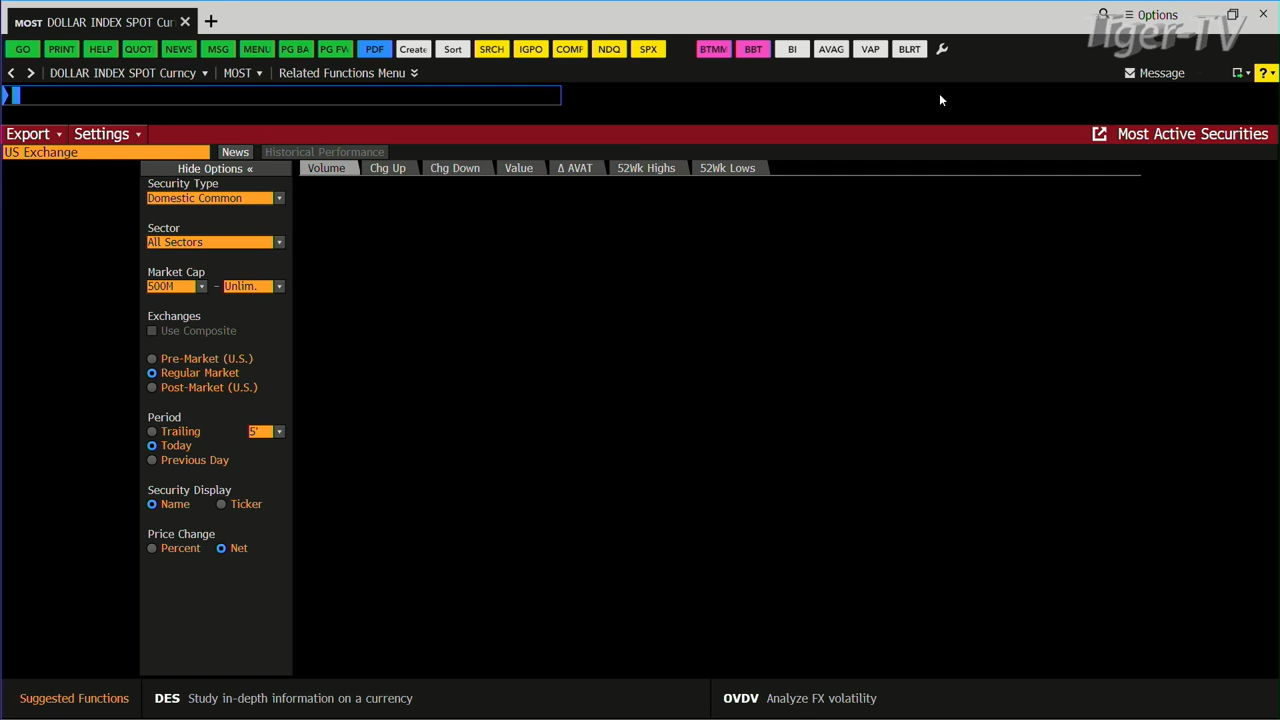 MOST DOLLAR INDEX SPOT Cur
Options
Tiger-TV
GO PRINT HELP QUOT NEWS MSG MENU PG BA PG FW PDF Create Sort SRCH IGPO COMF NDQ SPX BTMM BBT BI AVAG VAP BLRT
DOLLAR INDEX SPOT Curncy MOST Related Functions Menu Message ?
Export Settings Most Active Securities
US Exchange News Historical Performance
Hide Options « Volume Chg Up Chg Down Value Δ AVAT 52Wk Highs 52Wk Lows
Security Type
Domestic Common
Sector
All Sectors
Market Cap
500M - Unlim.
Exchanges
Use Composite
Pre-Market (U.S.)
Regular Market
Post-Market (U.S.)
Period
Trailing 5'
Today
Previous Day
Security Display
Name Ticker
Price Change
Percent Net
Suggested Functions DES Study in-depth information on a currency OVDV Analyze FX volatility